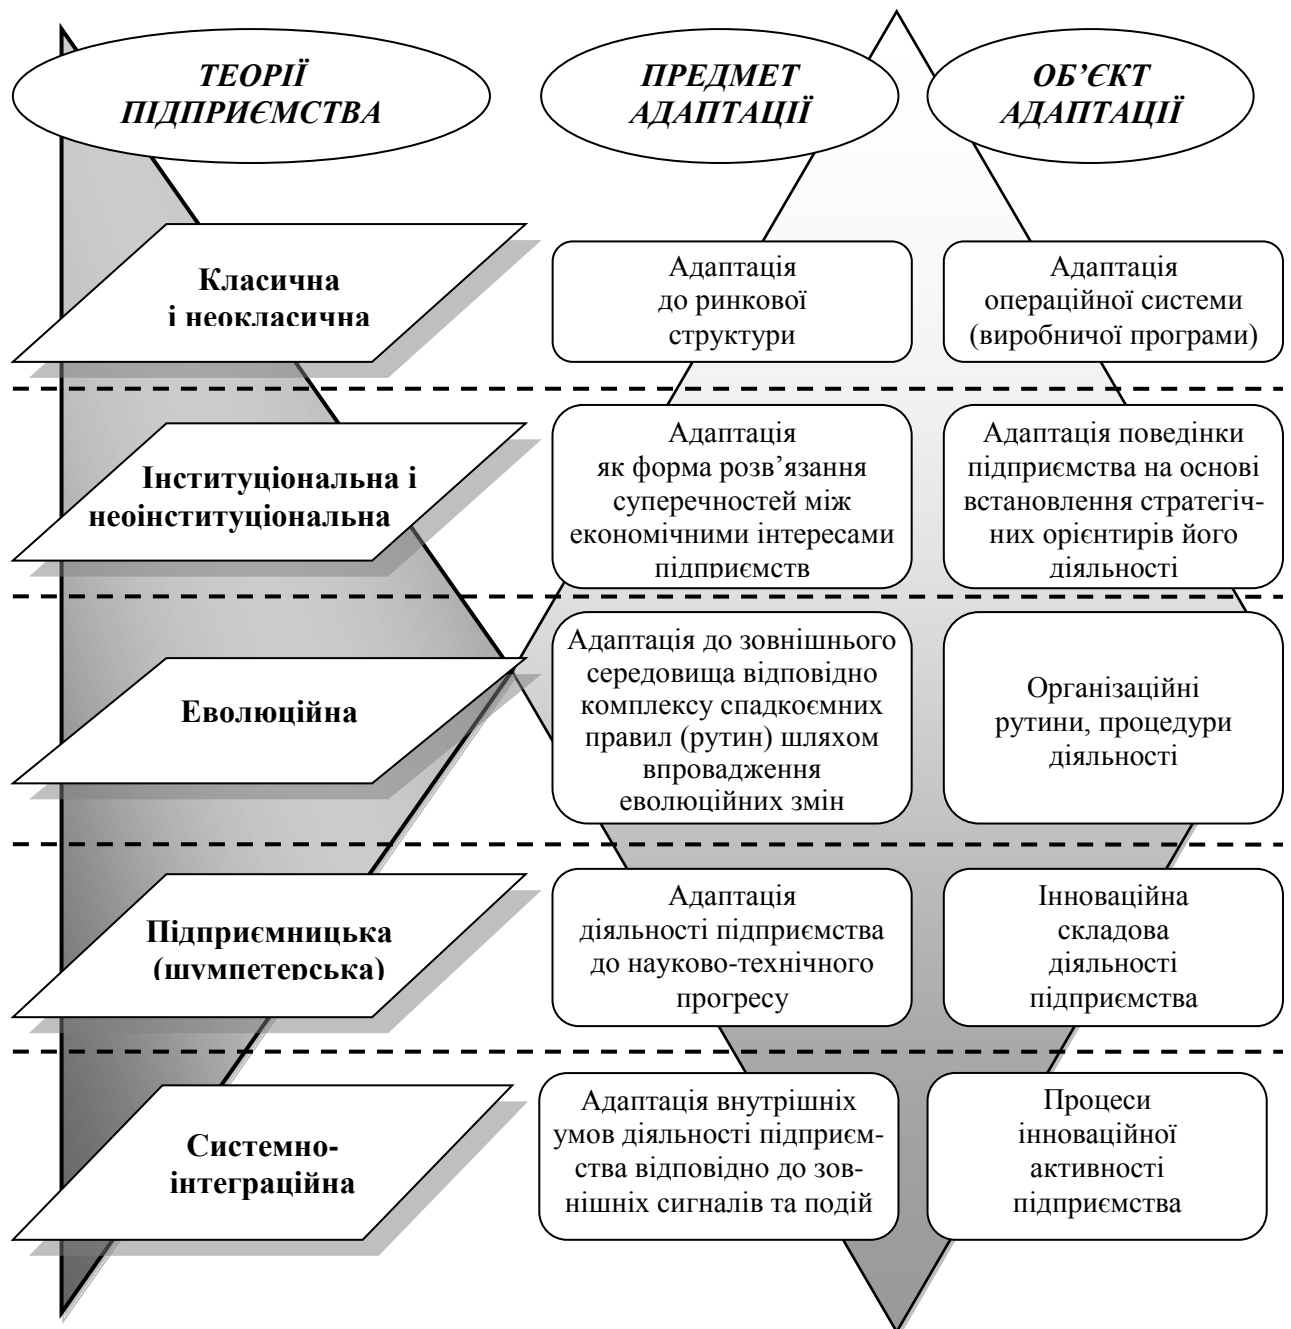 ТЕОРІЇ
ПІДПРИЄМСТВА
ПРЕДМЕТ
АДАПТАЦІЇ
ОБ’ЄКТ
АДАПТАЦІЇ
Класична
і неокласична
Адаптація
до ринкової
структури
Адаптація
операційної системи
(виробничої програми)
Інституціональна і
неоінституціональна
Адаптація
як форма розв’язання
суперечностей між
економічними інтересами
підприємств
Адаптація поведінки
підприємства на основі
встановлення стратегіч-
них орієнтирів його
діяльності
Еволюційна
Адаптація до зовнішнього
середовища відповідно
комплексу спадкоємних
правил (рутин) шляхом
впровадження
еволюційних змін
Організаційні
рутини, процедури
діяльності
Підприємницька
(шумпетерська)
Адаптація
діяльності підприємства
до науково-технічного
прогресу
Інноваційна
складова
діяльності
підприємства
Системно-
інтеграційна
Адаптація внутрішніх
умов діяльності підприєм-
ства відповідно до зов-
нішніх сигналів та подій
Процеси
інноваційної
активності
підприємства